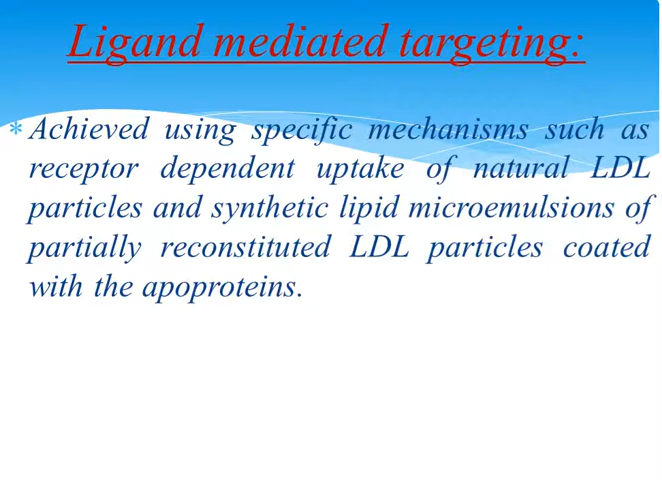 Ligand mediated targeting:
* Achieved using specific mechanisms such as
receptor dependent uptake of natural LDL
particles and synthetic lipid microemulsions of
partially reconstituted LDL particles coated
with the apoproteins.